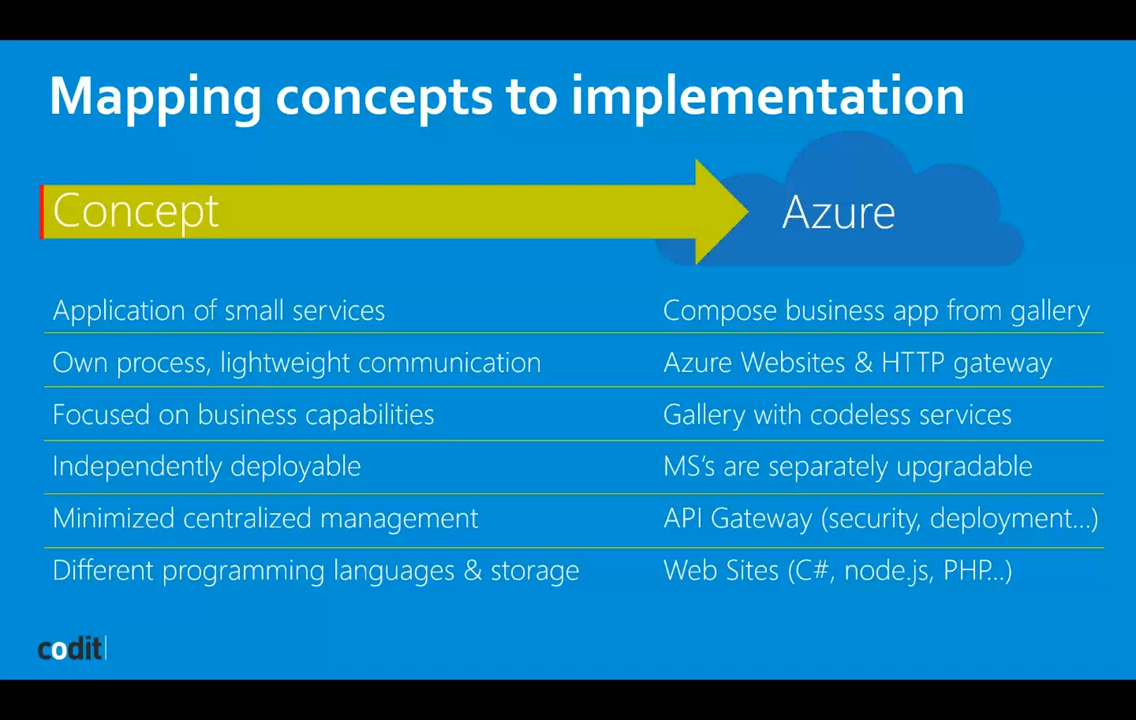 Mapping concepts to implementation
Concept
Azure
Application of small services
Compose business app from gallery
Own process, lightweight communication
Azure Websites & HTTP gateway
Focused on business capabilities
Gallery with codeless services
Independently deployable
MS's are separately upgradable
Minimized centralized management
API Gateway (security, deployment...)
Different programming languages & storage
Web Sites (C#, node.js, PHP...)
codit